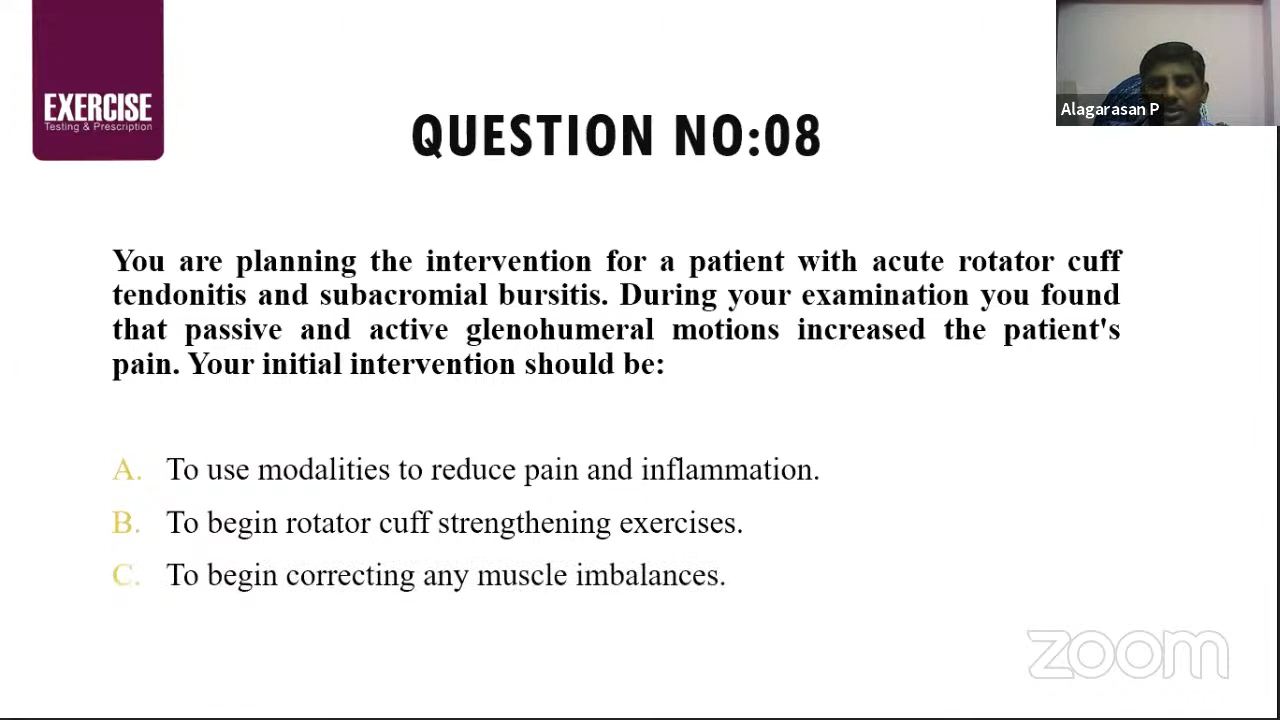 EXERCISE
Testing & Prescription
Alagarasan P
QUESTION NO:08
You are planning the intervention for a patient with acute rotator cuff
tendonitis and subacromial bursitis. During your examination you found
that passive and active glenohumeral motions increased the patient's
pain. Your initial intervention should be:
A. To use modalities to reduce pain and inflammation.
B. To begin rotator cuff strengthening exercises.
C. To begin correcting any muscle imbalances.
zoom